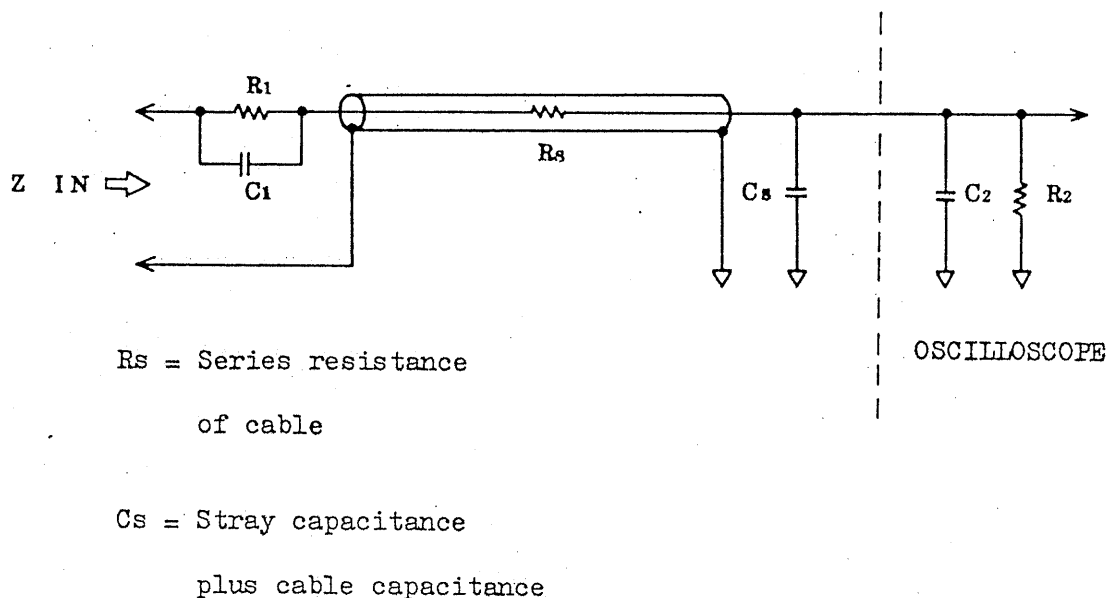 R1
C1
Z IN
Rs
Cs
C2
R2
OSCILLOSCOPE
Rs = Series resistance
of cable
Cs = Stray capacitance
plus cable capacitance